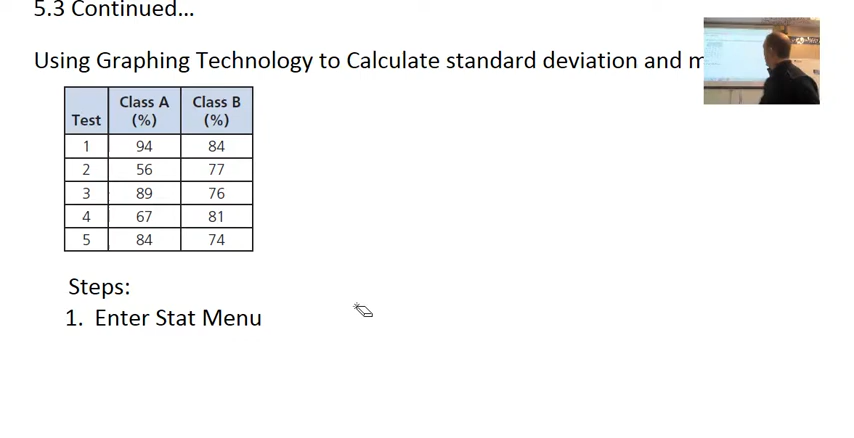 5.3 Continued...
Using Graphing Technology to Calculate standard deviation and m
Test Class A (%) Class B (%)
1 94 84
2 56 77
3 89 76
4 67 81
5 84 74
Steps:
1. Enter Stat Menu